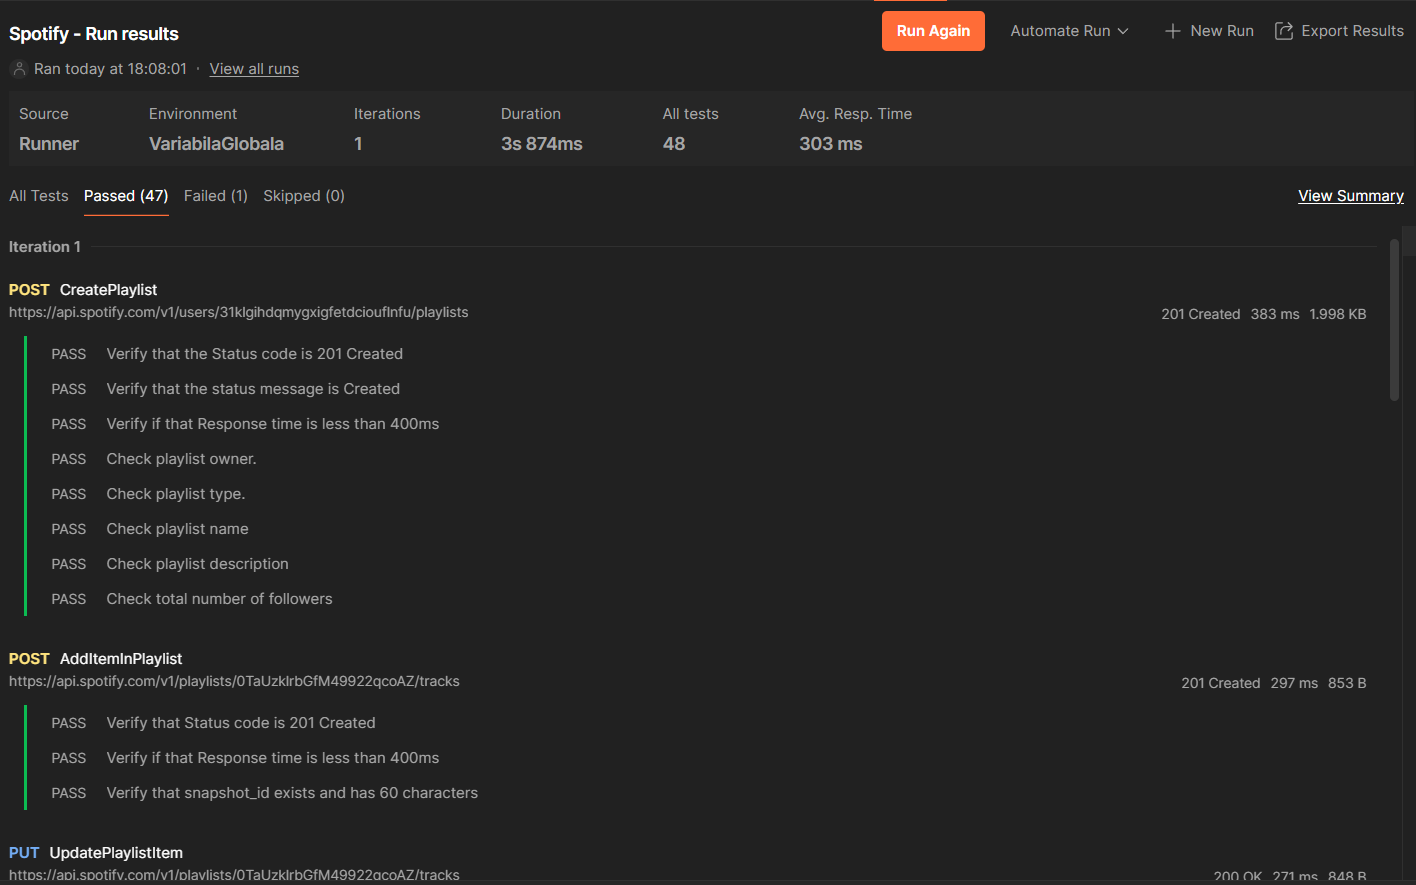 Spotify - Run results
Run Again
Automate Run
New Run
Export Results
Ran today at 18:08:01 · View all runs
Source
Environment
Iterations
Duration
All tests
Avg. Resp. Time
Runner
VariabilaGlobala
1
3s 874ms
48
303 ms
All Tests
Passed (47)
Failed (1)
Skipped (0)
View Summary
Iteration 1
POST CreatePlaylist
https://api.spotify.com/v1/users/31klgihdqmygxigfetdciouflnfu/playlists
201 Created 383 ms 1.998 KB
PASS Verify that the Status code is 201 Created
PASS Verify that the status message is Created
PASS Verify if that Response time is less than 400ms
PASS Check playlist owner.
PASS Check playlist type.
PASS Check playlist name
PASS Check playlist description
PASS Check total number of followers
POST AddItemInPlaylist
https://api.spotify.com/v1/playlists/0TaUzklrbGfM49922qcoAZ/tracks
201 Created 297 ms 853 B
PASS Verify that Status code is 201 Created
PASS Verify if that Response time is less than 400ms
PASS Verify that snapshot_id exists and has 60 characters
PUT UpdatePlaylistItem
https://api.spotify.com/v1/playlists/0TaUzklrbGfM49922qcoAZ/tracks
200 OK 271 ms 848 B